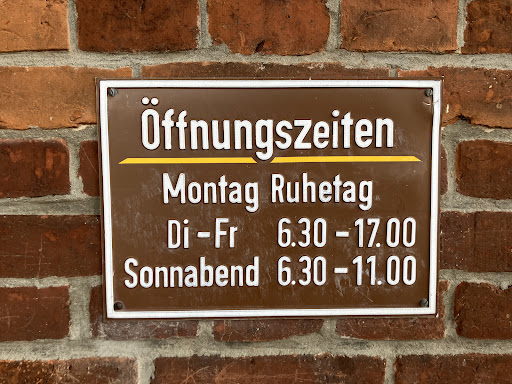 Öffnungszeiten
Montag Ruhetag
Di - Fr 6.30 - 17.00
Sonnabend 6.30 - 11.00